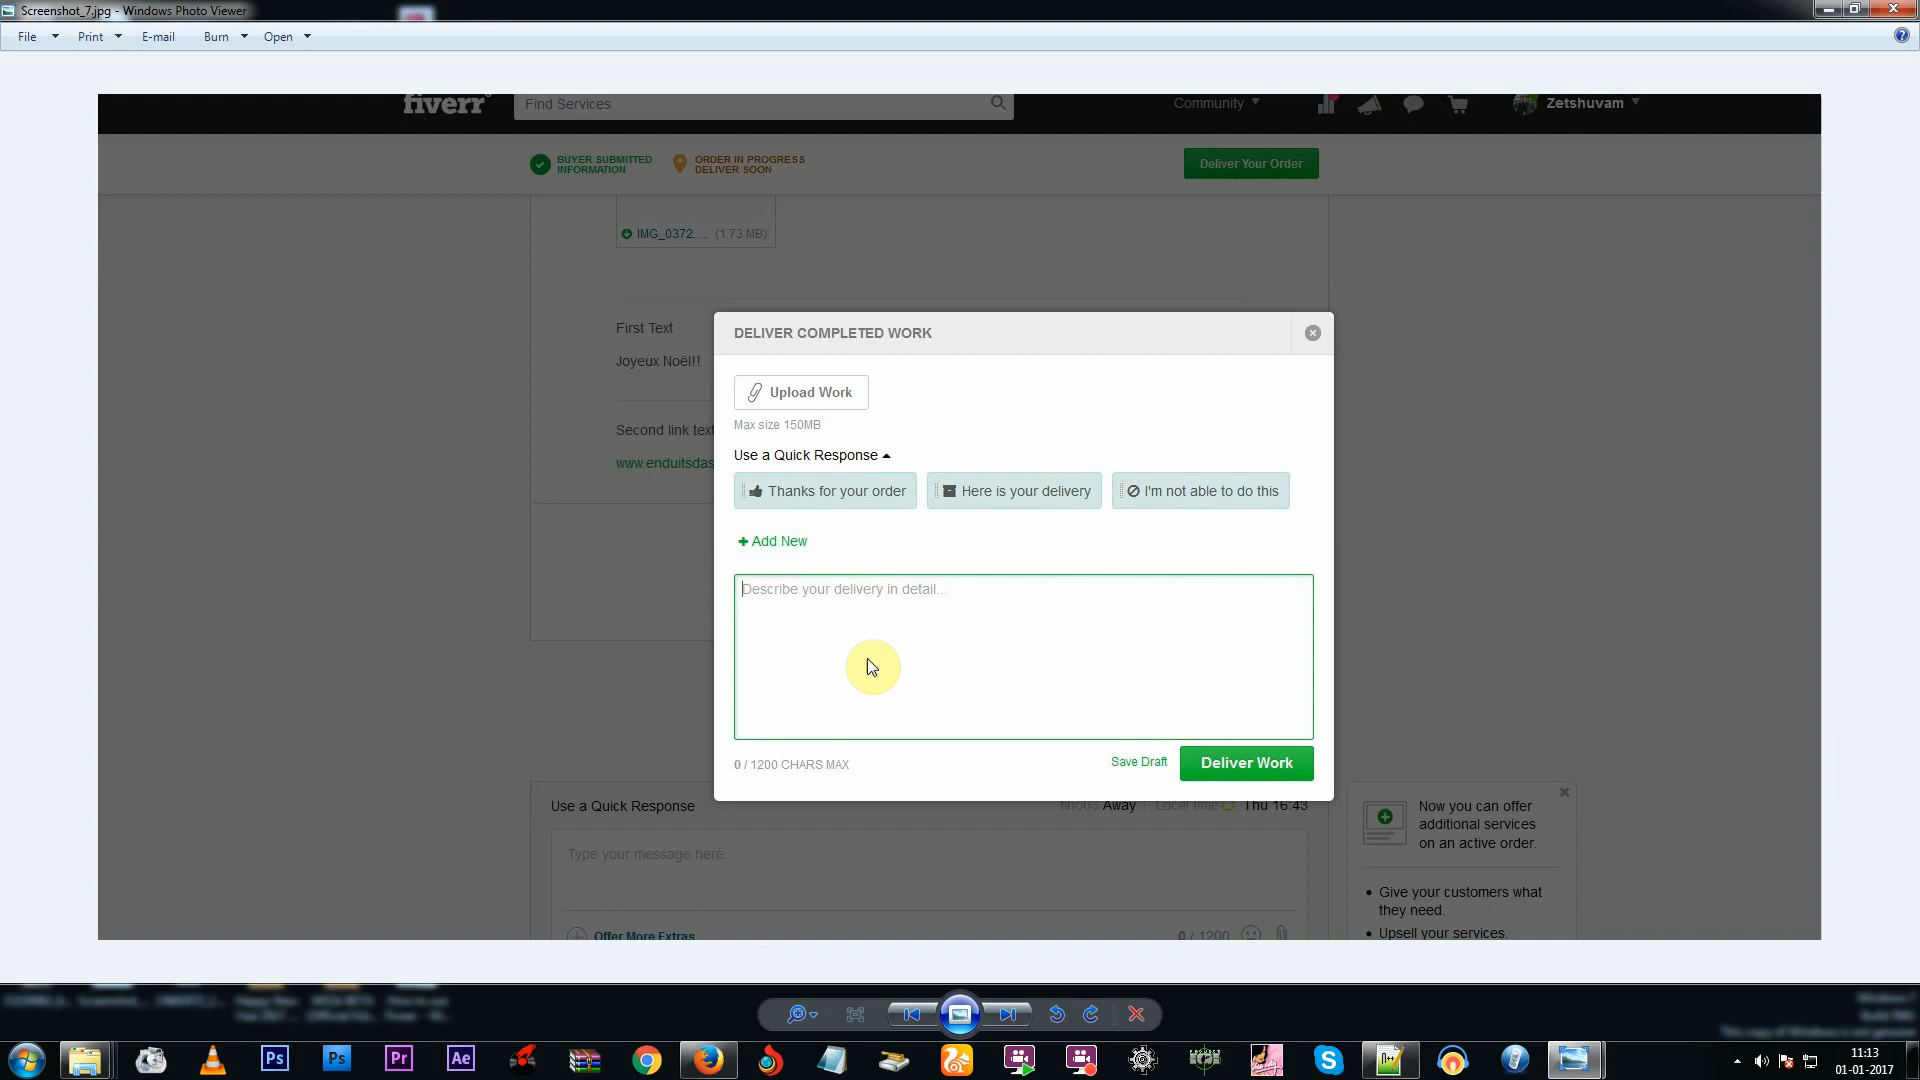 Screenshot_7.jpg - Windows Photo Viewer
File Print E-mail Burn Open
fiverr
Find Services
Community
Zetshuvam
BUYER SUBMITTED
INFORMATION
ORDER IN PROGRESS
DELIVER SOON
Deliver Your Order
IMG_0372.... (1.73 MB)
First Text
Joyeux Noël!!
Second link text
www.enduitsdas
DELIVER COMPLETED WORK
Upload Work
Max size 150MB
Use a Quick Response
Thanks for your order
Here is your delivery
I'm not able to do this
+ Add New
Describe your delivery in detail...
0 / 1200 CHARS MAX
Save Draft
Deliver Work
Use a Quick Response
Away
Local time
Thu 16:43
Type your message here...
Offer More Extras
0 / 1200
Now you can offer
additional services
on an active order.
• Give your customers what
they need.
• Upsell your services.
Ps
Ps
Pr
Ae
11:13
01-01-2017